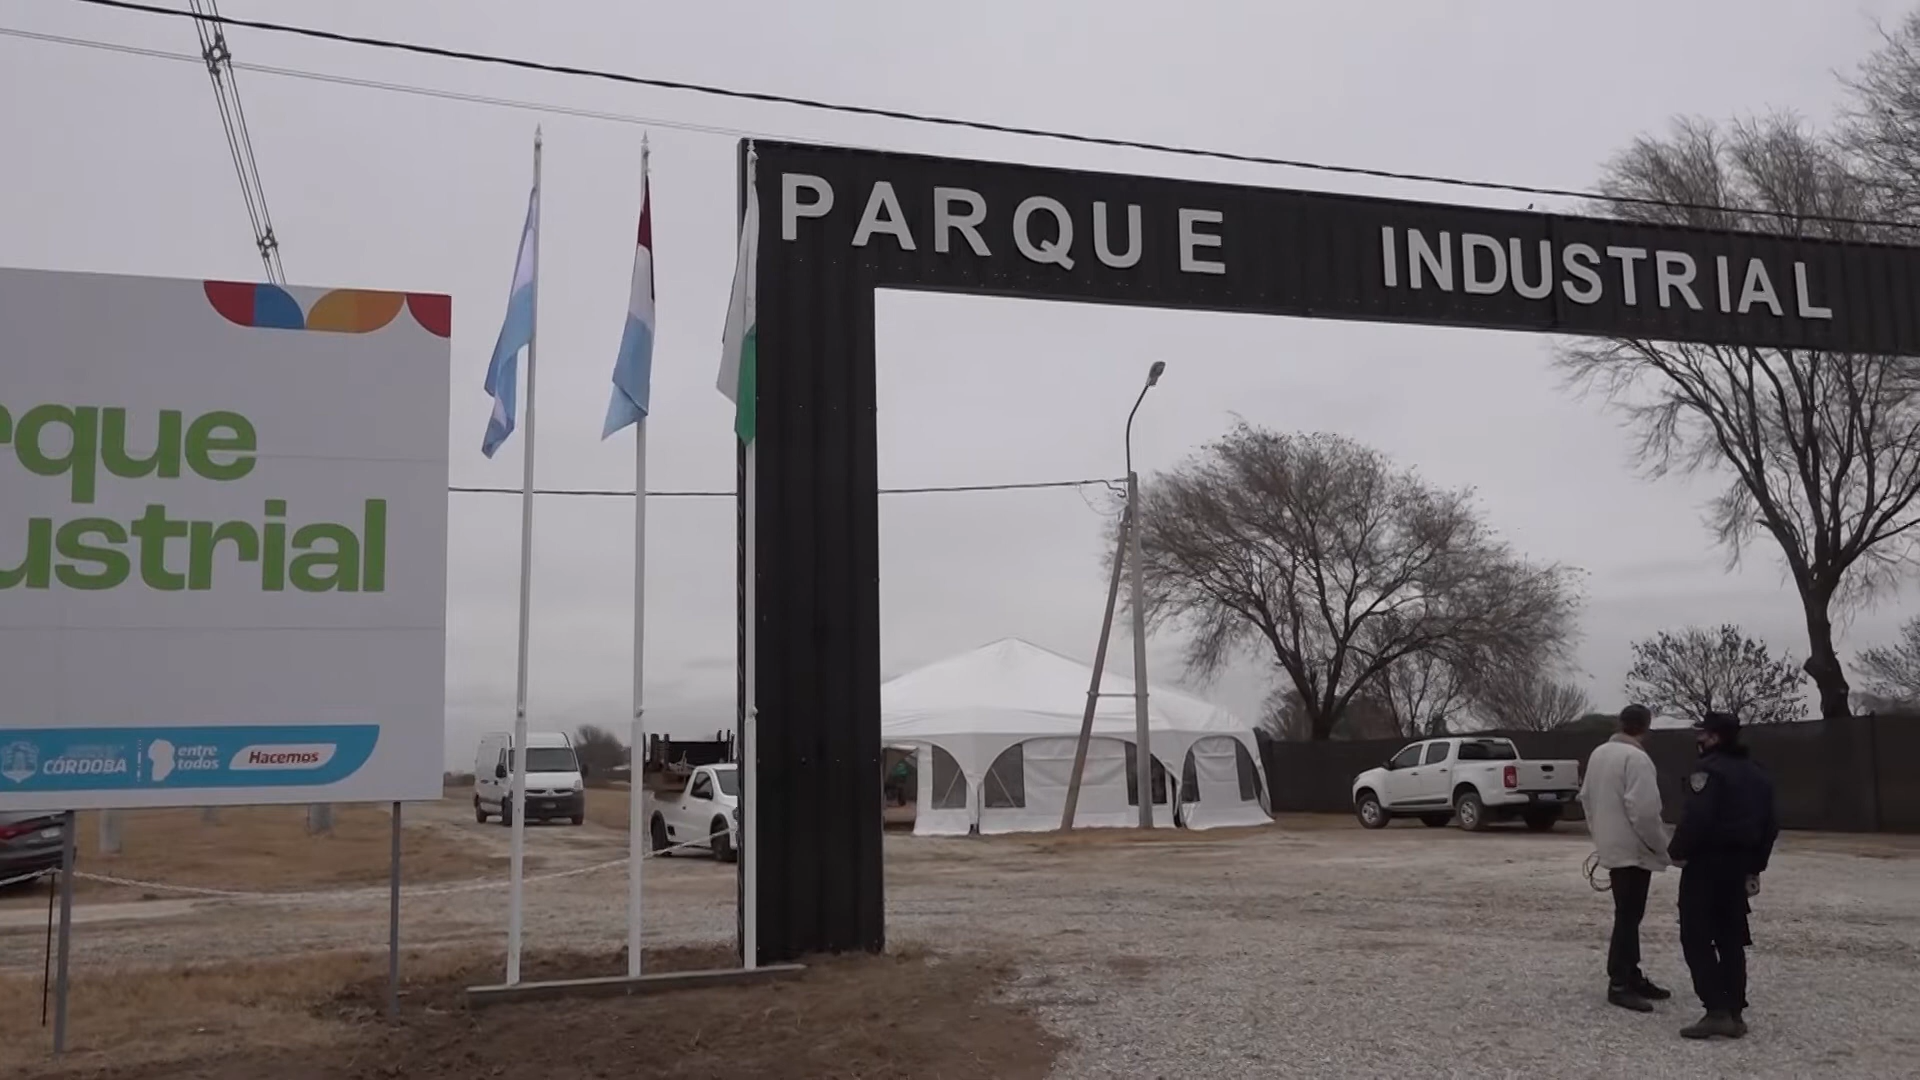 PARQUE INDUSTRIAL
rque
ustrial
CÓRDOBA
entre
todos
Hacemos